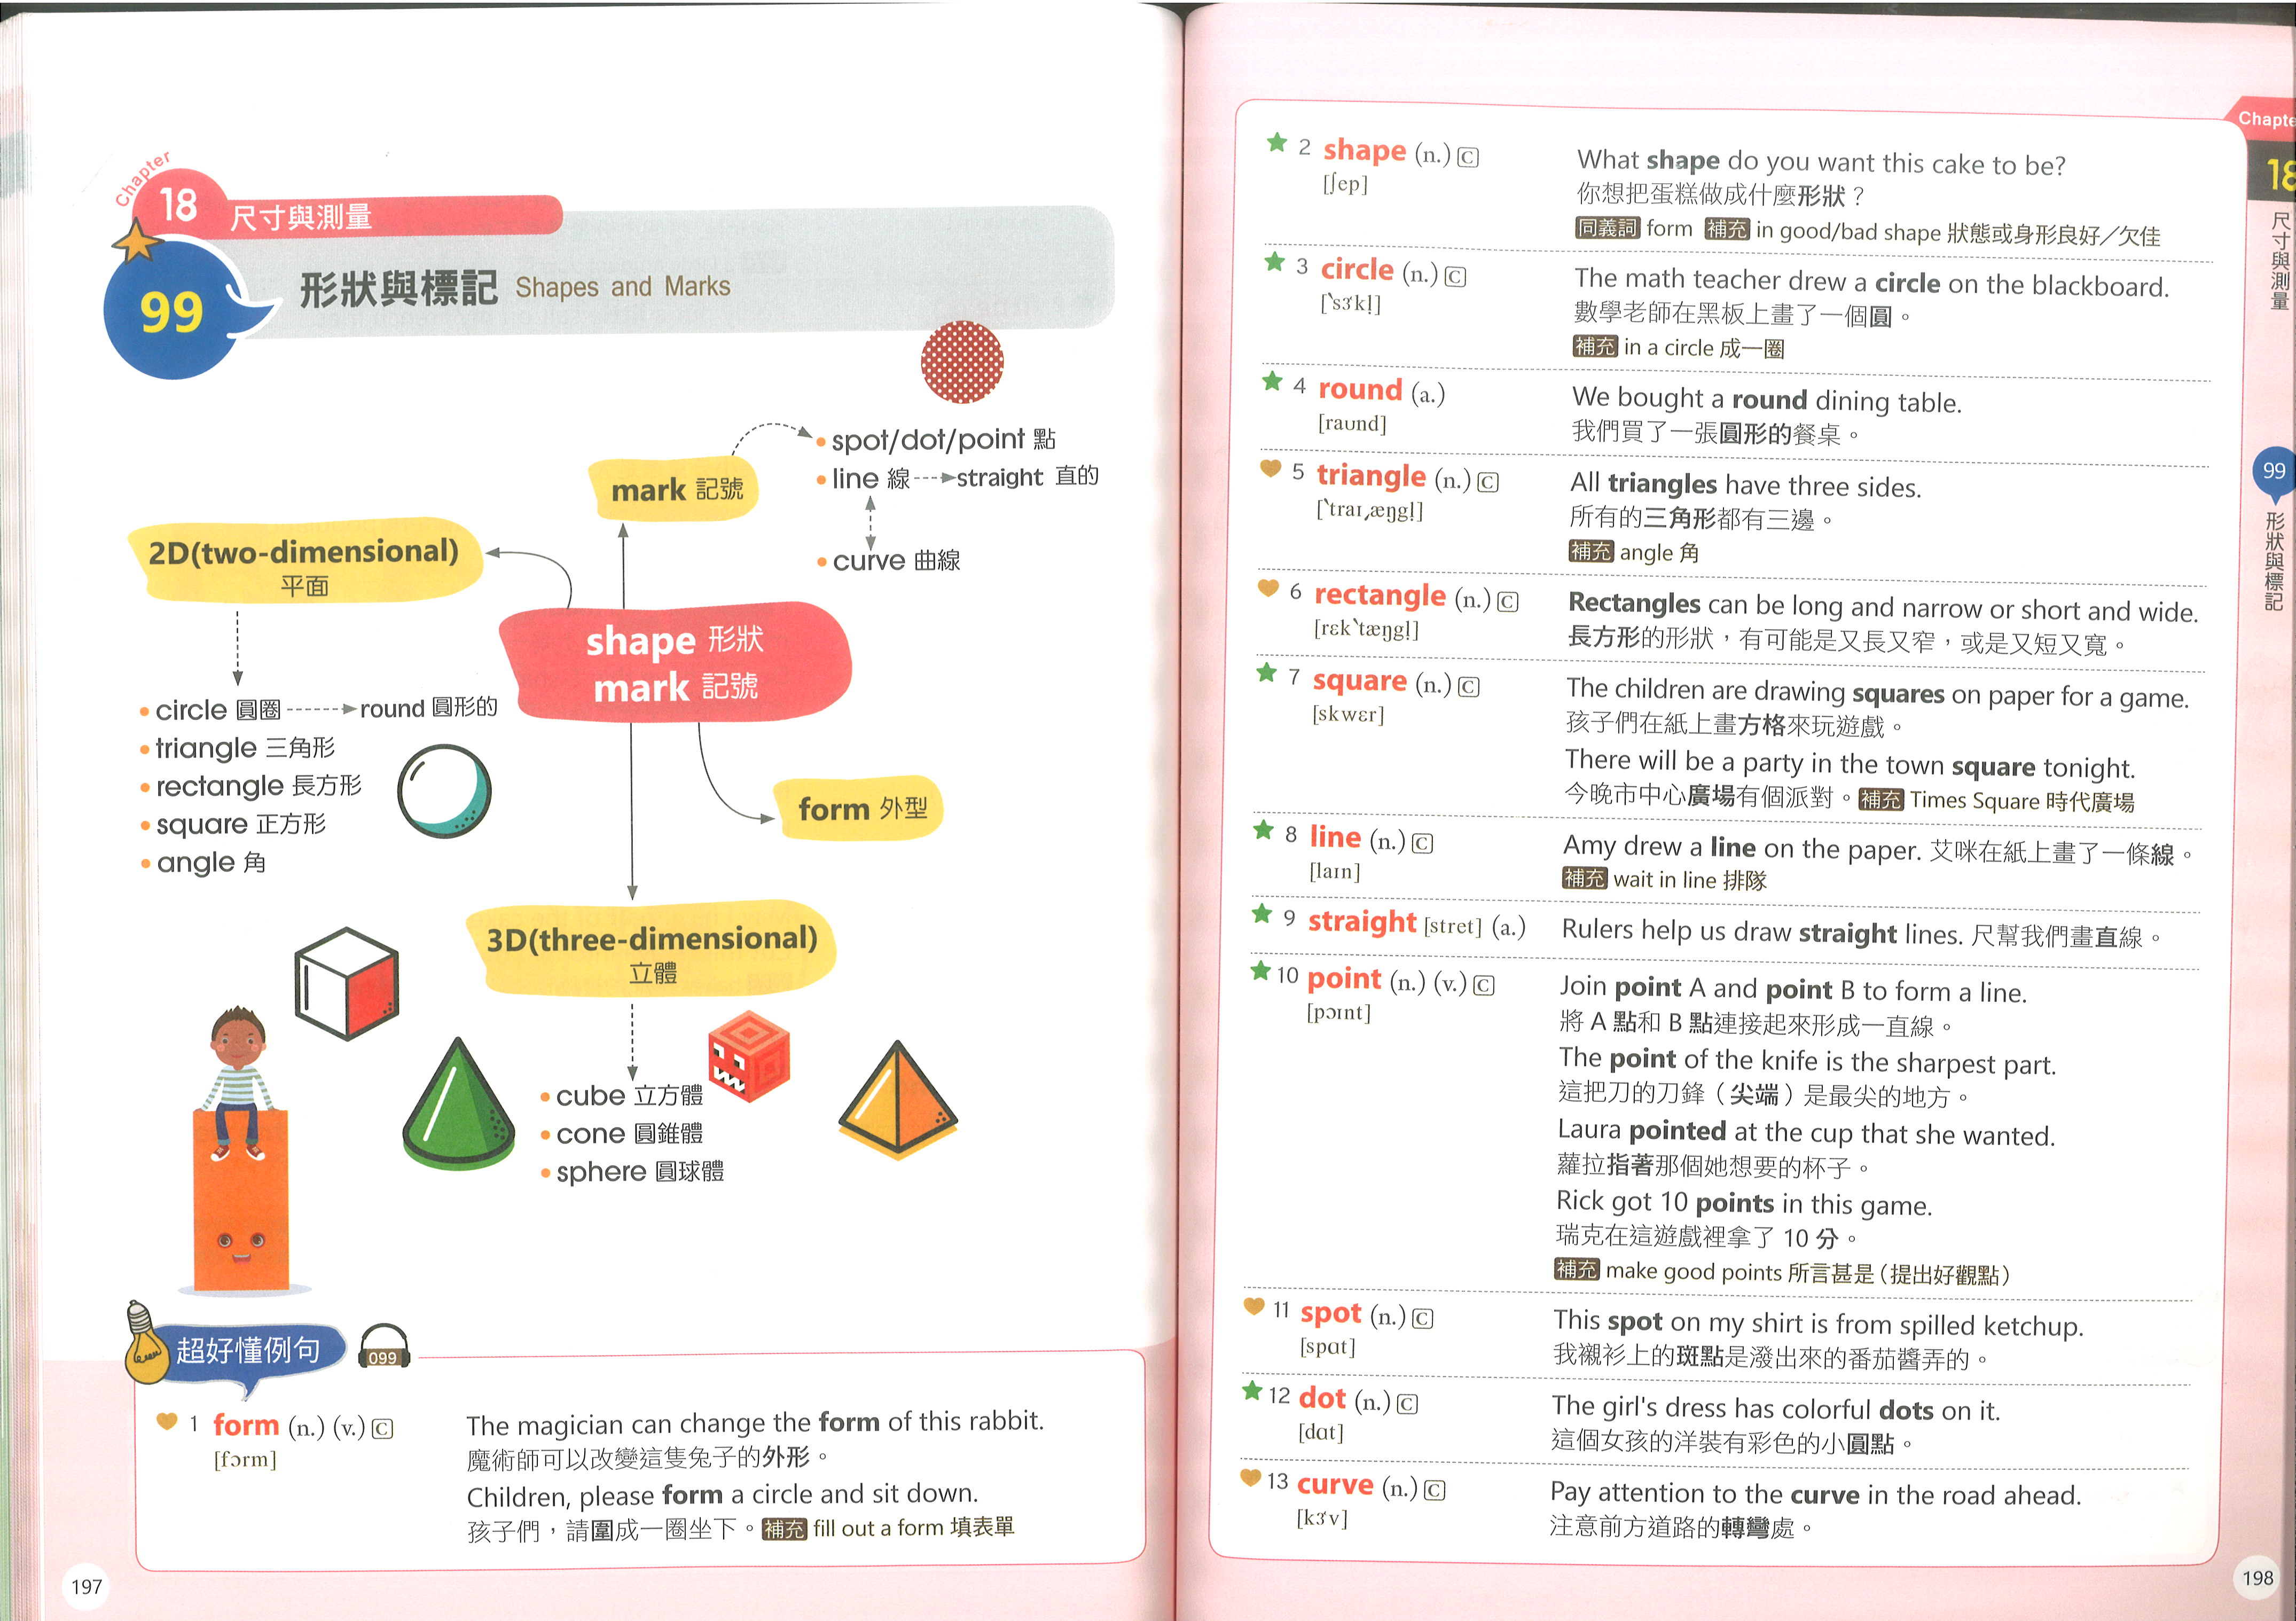 Chapter
18 尺寸與測量
99 形狀與標記 Shapes and Marks
mark 記號
spot/dot/point 點
line 線 straight 直的
curve 曲線
2D(two-dimensional)
平面
shape 形狀
mark 記號
circle 圓圈 round 圓形的
triangle 三角形
rectangle 長方形
square 正方形
angle 角
form 外型
3D(three-dimensional)
立體
cube 立方體
cone 圓錐體
sphere 圓球體
超好懂例句 099
1 form (n.) (v.) C
[fɔrm]
The magician can change the form of this rabbit.
魔術師可以改變這隻兔子的外形。
Children, please form a circle and sit down.
孩子們，請圍成一圈坐下。補充 fill out a form 填表單
197
2 shape (n.) C
[ʃep]
What shape do you want this cake to be?
你想把蛋糕做成什麼形狀？
同義詞 form 補充 in good/bad shape 狀態或身形良好／欠佳
3 circle (n.) C
[ˋsɝk!]
The math teacher drew a circle on the blackboard.
數學老師在黑板上畫了一個圓。
補充 in a circle 成一圈
4 round (a.)
[raʊnd]
We bought a round dining table.
我們買了一張圓形的餐桌。
5 triangle (n.) C
[ˋtraɪˏæŋg!]
All triangles have three sides.
所有的三角形都有三邊。
補充 angle 角
6 rectangle (n.) C
[rɛkˋtæŋg!]
Rectangles can be long and narrow or short and wide.
長方形的形狀，有可能是又長又窄，或是又短又寬。
7 square (n.) C
[skwɛr]
The children are drawing squares on paper for a game.
孩子們在紙上畫方格來玩遊戲。
There will be a party in the town square tonight.
今晚市中心廣場有個派對。補充 Times Square 時代廣場
8 line (n.) C
[laɪn]
Amy drew a line on the paper. 艾咪在紙上畫了一條線。
補充 wait in line 排隊
9 straight [stret] (a.)
Rulers help us draw straight lines. 尺幫我們畫直線。
10 point (n.) (v.) C
[pɔɪnt]
Join point A and point B to form a line.
將 A 點和 B 點連接起來形成一直線。
The point of the knife is the sharpest part.
這把刀的刀鋒（尖端）是最尖的地方。
Laura pointed at the cup that she wanted.
蘿拉指著那個她想要的杯子。
Rick got 10 points in this game.
瑞克在這遊戲裡拿了 10 分。
補充 make good points 所言甚是（提出好觀點）
11 spot (n.) C
[spɑt]
This spot on my shirt is from spilled ketchup.
我襯衫上的斑點是潑出來的番茄醬弄的。
12 dot (n.) C
[dɑt]
The girl's dress has colorful dots on it.
這個女孩的洋裝有彩色的小圓點。
13 curve (n.) C
[kɝv]
Pay attention to the curve in the road ahead.
注意前方道路的轉彎處。
Chapte
18
尺寸與測量
99
形狀與標記
198